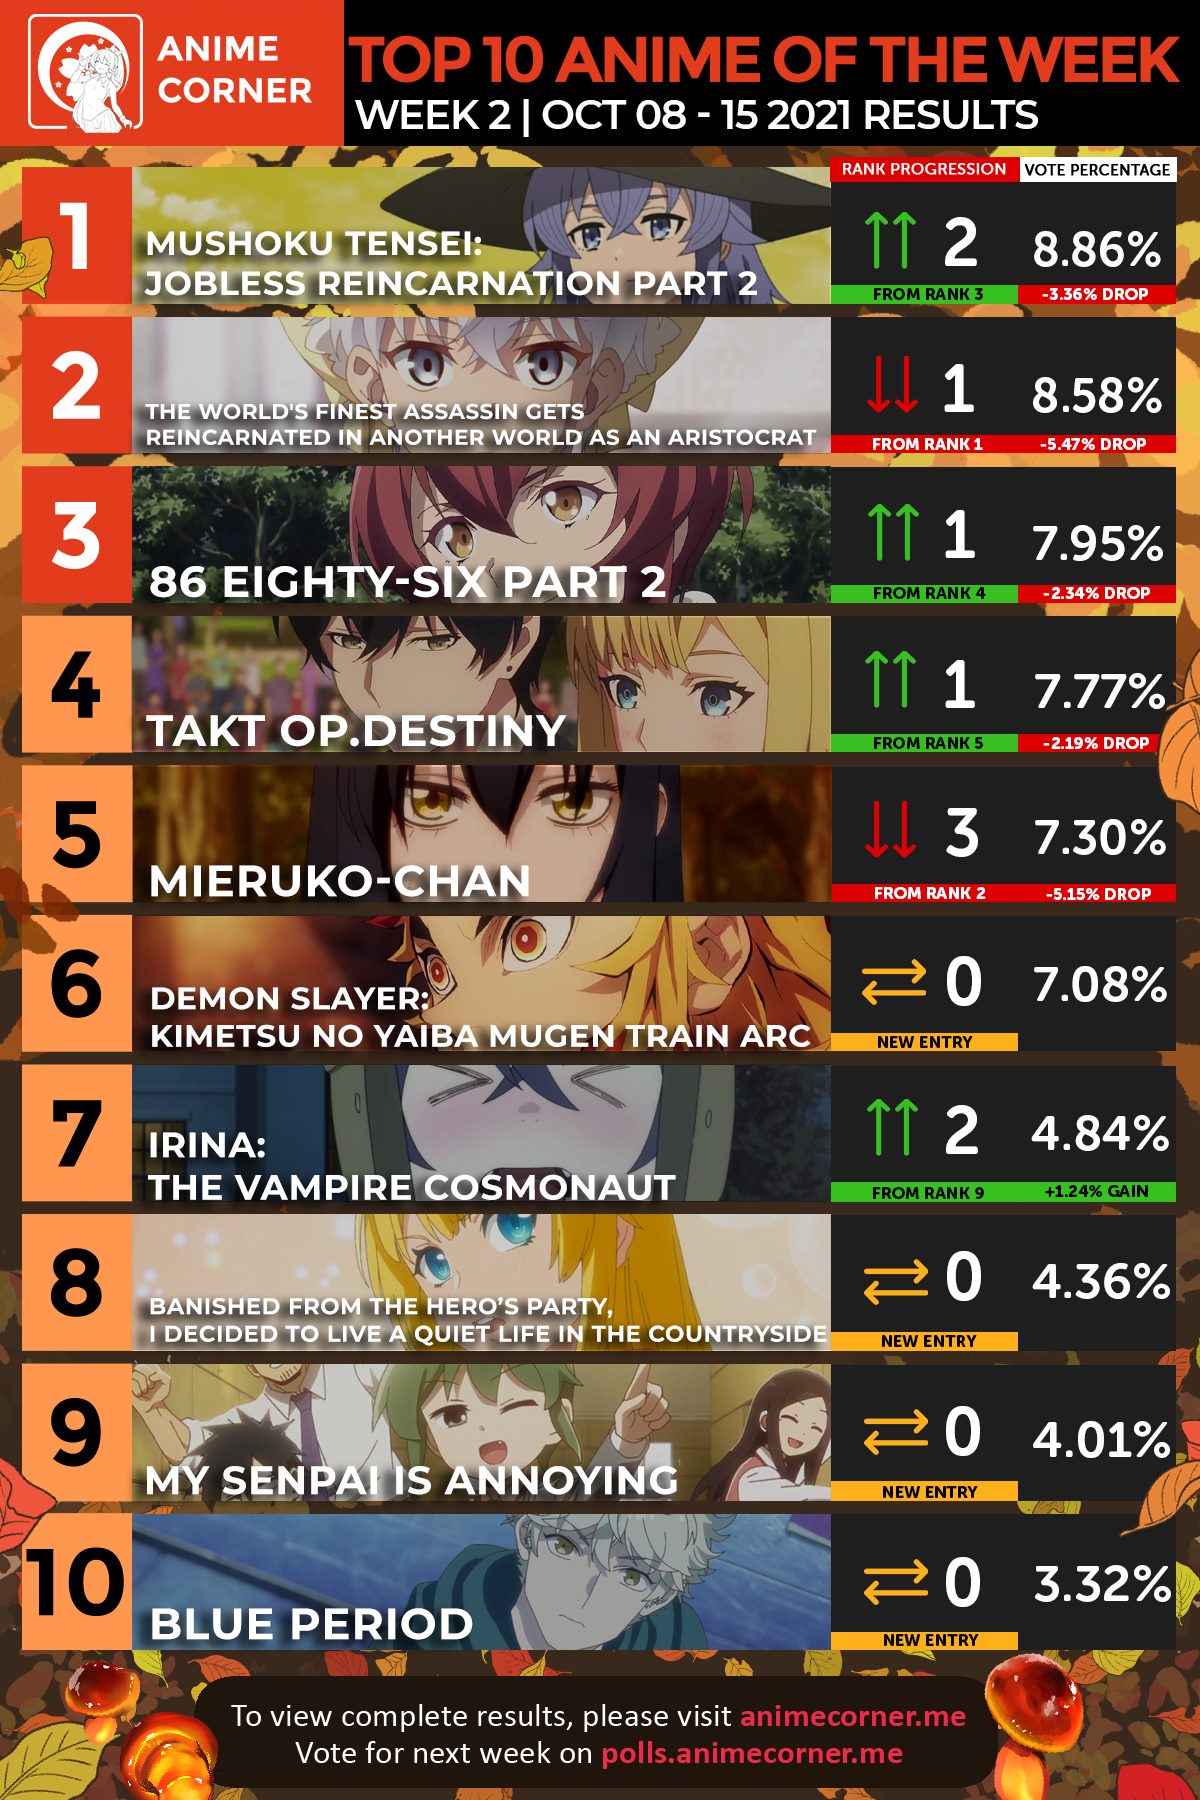 ANIME
CORNER
TOP 10 ANIME OF THE WEEK
WEEK 2 | OCT 08 - 15 2021 RESULTS
RANK PROGRESSION
VOTE PERCENTAGE
1
MUSHOKU TENSEI:
JOBLESS REINCARNATION PART 2
2
8.86%
FROM RANK 3
-3.36% DROP
2
THE WORLD'S FINEST ASSASSIN GETS
REINCARNATED IN ANOTHER WORLD AS AN ARISTOCRAT
1
8.58%
FROM RANK 1
-5.47% DROP
3
86 EIGHTY-SIX PART 2
1
7.95%
FROM RANK 4
-2.34% DROP
4
TAKT OP.DESTINY
1
7.77%
FROM RANK 5
-2.19% DROP
5
MIERUKO-CHAN
3
7.30%
FROM RANK 2
-5.15% DROP
6
DEMON SLAYER:
KIMETSU NO YAIBA MUGEN TRAIN ARC
0
7.08%
NEW ENTRY
7
IRINA:
THE VAMPIRE COSMONAUT
2
4.84%
FROM RANK 9
+1.24% GAIN
8
BANISHED FROM THE HERO'S PARTY,
I DECIDED TO LIVE A QUIET LIFE IN THE COUNTRYSIDE
0
4.36%
NEW ENTRY
9
MY SENPAI IS ANNOYING
0
4.01%
NEW ENTRY
10
BLUE PERIOD
0
3.32%
NEW ENTRY
To view complete results, please visit animecorner.me
Vote for next week on polls.animecorner.me